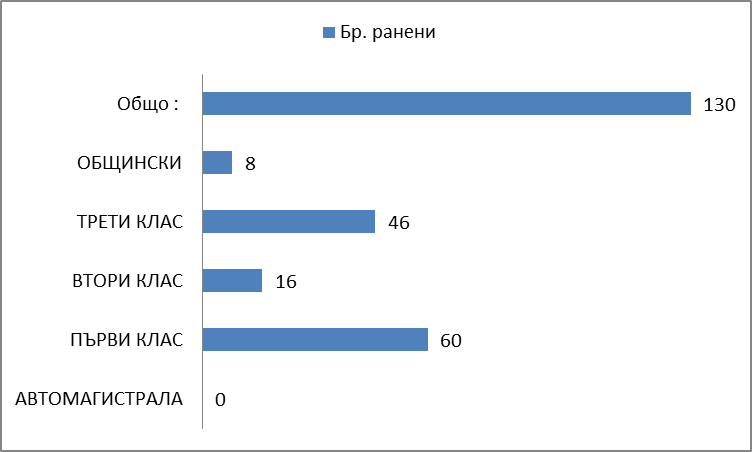 Бр. ранени
Общо : 130
ОБЩИНСКИ 8
ТРЕТИ КЛАС 46
ВТОРИ КЛАС 16
ПЪРВИ КЛАС 60
АВТОМАГИСТРАЛА 0